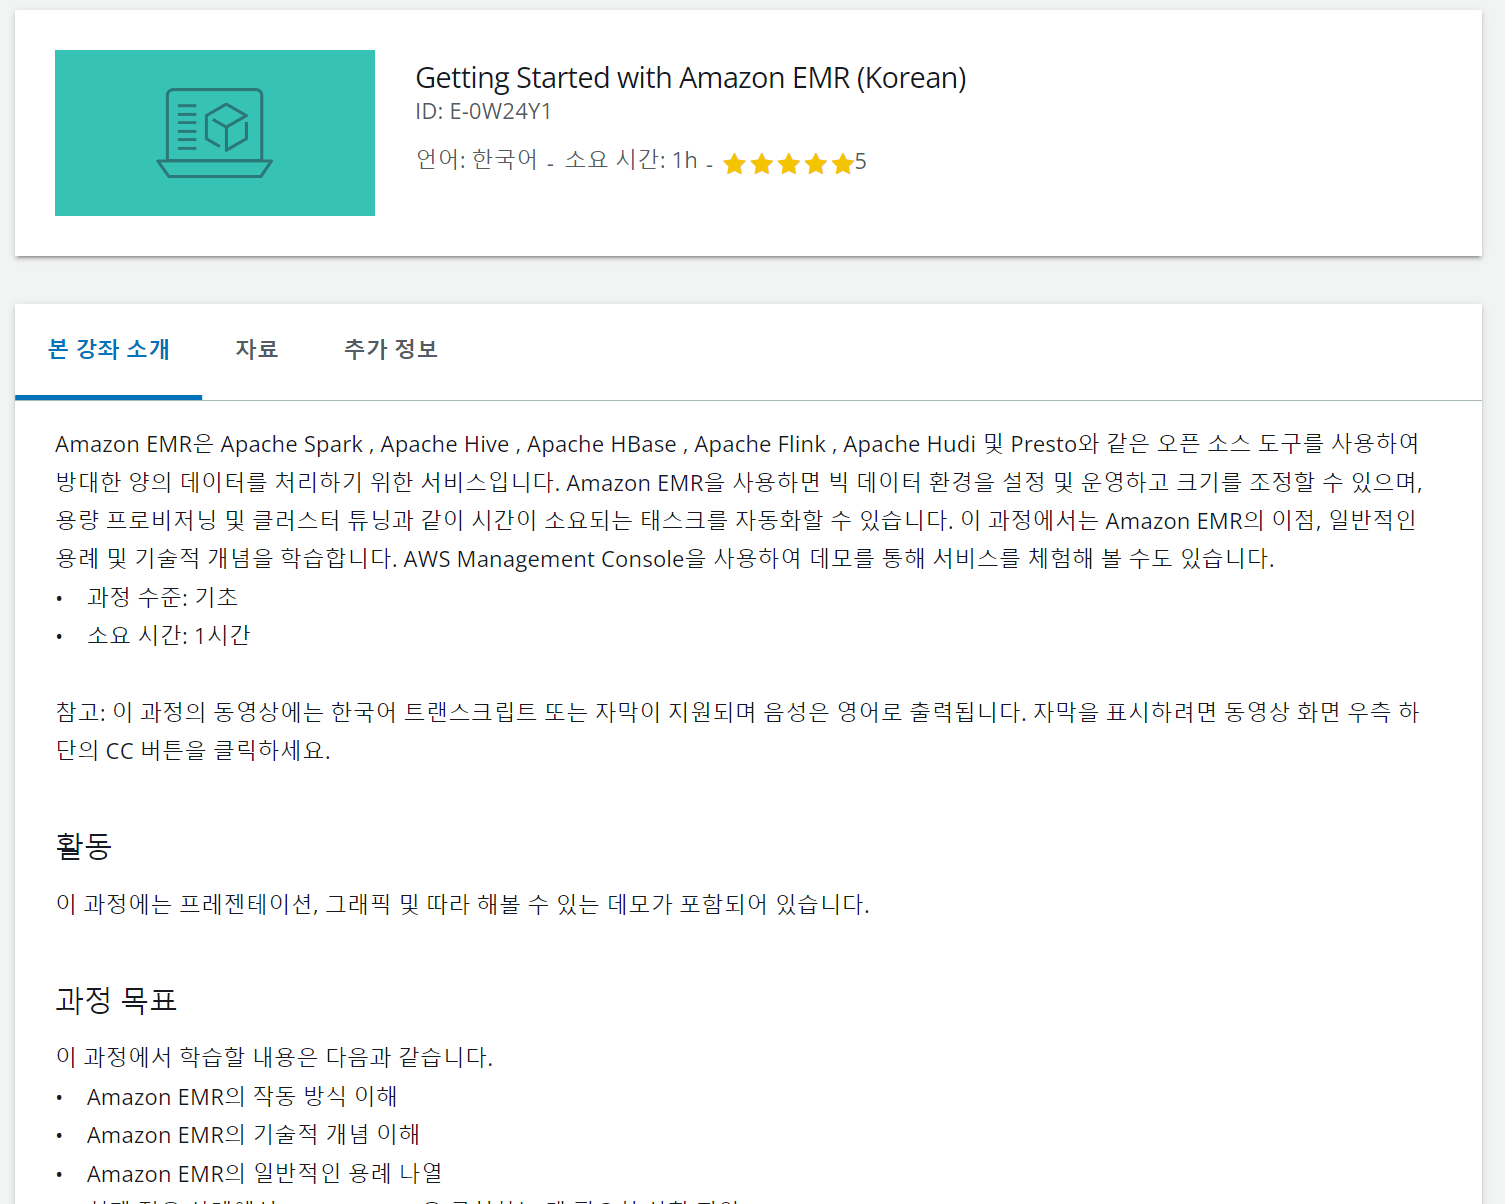 Getting Started with Amazon EMR (Korean)
ID: E-0W24Y1
언어: 한국어 - 소요 시간: 1h - 5
본 강좌 소개 자료 추가 정보
Amazon EMR은 Apache Spark , Apache Hive , Apache HBase , Apache Flink , Apache Hudi 및 Presto와 같은 오픈 소스 도구를 사용하여
방대한 양의 데이터를 처리하기 위한 서비스입니다. Amazon EMR을 사용하면 빅 데이터 환경을 설정 및 운영하고 크기를 조정할 수 있으며,
용량 프로비저닝 및 클러스터 튜닝과 같이 시간이 소요되는 태스크를 자동화할 수 있습니다. 이 과정에서는 Amazon EMR의 이점, 일반적인
용례 및 기술적 개념을 학습합니다. AWS Management Console을 사용하여 데모를 통해 서비스를 체험해 볼 수도 있습니다.
• 과정 수준: 기초
• 소요 시간: 1시간
참고: 이 과정의 동영상에는 한국어 트랜스크립트 또는 자막이 지원되며 음성은 영어로 출력됩니다. 자막을 표시하려면 동영상 화면 우측 하
단의 CC 버튼을 클릭하세요.
활동
이 과정에는 프레젠테이션, 그래픽 및 따라 해볼 수 있는 데모가 포함되어 있습니다.
과정 목표
이 과정에서 학습할 내용은 다음과 같습니다.
• Amazon EMR의 작동 방식 이해
• Amazon EMR의 기술적 개념 이해
• Amazon EMR의 일반적인 용례 나열